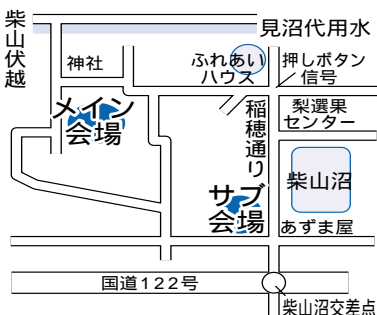 柴山伏越
見沼代用水
神社
ふれあい
ハウス
押しボタン
信号
メイン
会場
稲穂通り
梨選果
センター
柴山沼
サブ
会場
あずま屋
国道122号
柴山沼交差点